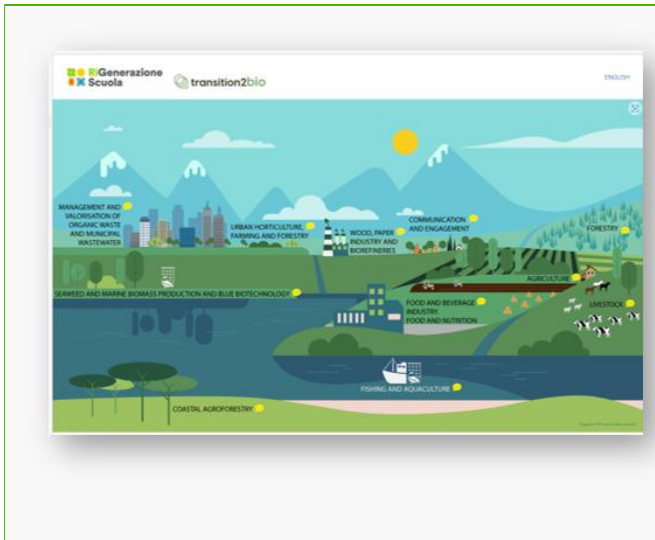 RiGenerazione
Scuola
transition2bio
ENGLISH
MANAGEMENT AND
VALORISATION OF
ORGANIC WASTE
AND MUNICIPAL
WASTEWATER
URBAN HORTICULTURE,
FARMING AND FORESTRY
WOOD, PAPER
INDUSTRY AND
BIOREFINERIES
COMMUNICATION
AND ENGAGEMENT
FORESTRY
SEAWEED AND MARINE BIOMASS PRODUCTION AND BLUE BIOTECHNOLOGY
AGRICULTURE
FOOD AND BEVERAGE
INDUSTRY
FOOD AND NUTRITION
LIVESTOCK
FISHING AND AQUACULTURE
COASTAL AGROFORESTRY